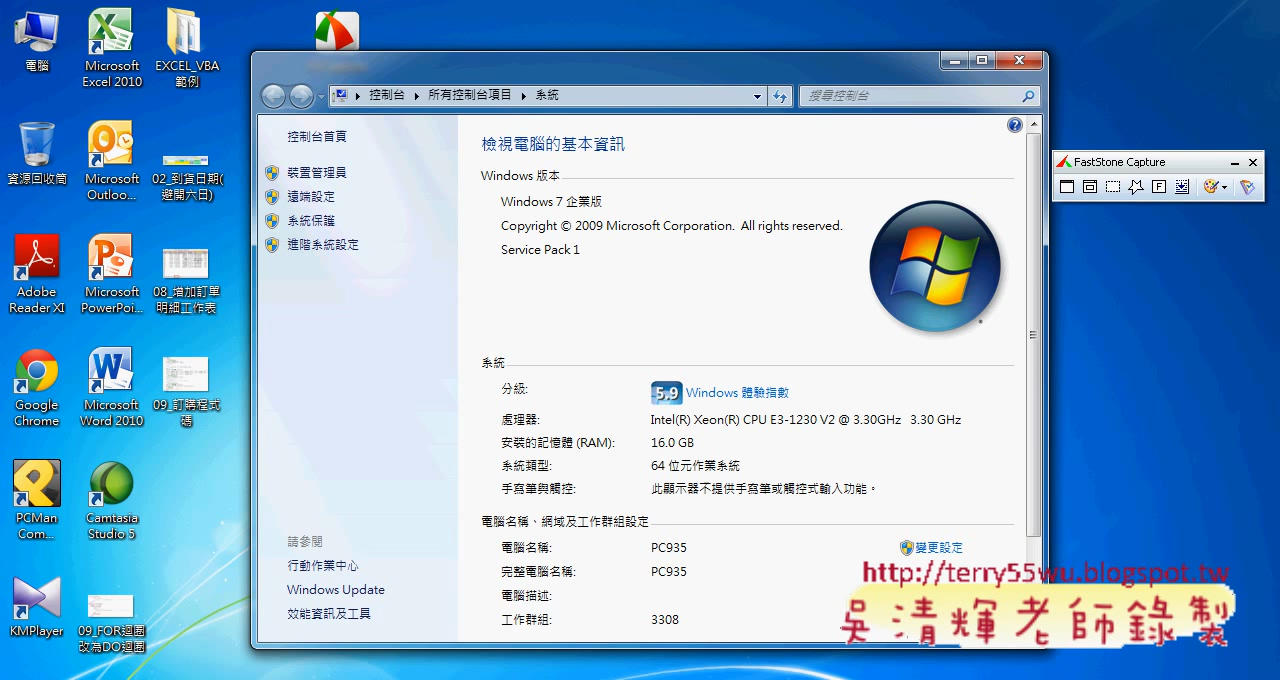 電腦
Microsoft
Excel 2010
EXCEL_VBA
範例
資源回收筒
Microsoft
Outloo...
02_到貨日期(
避開六日)
Adobe
Reader XI
Microsoft
PowerPoi...
08_增加訂單
明細工作表
Google
Chrome
Microsoft
Word 2010
09_訂購程式
碼
PCMan
Com...
Camtasia
Studio 5
KMPlayer
09_FOR迴圈
改為DO迴圈
控制台 所有控制台項目 系統
搜尋控制台
控制台首頁
裝置管理員
遠端設定
系統保護
進階系統設定
請參閱
行動作業中心
Windows Update
效能資訊及工具
檢視電腦的基本資訊
Windows 版本
Windows 7 企業版
Copyright © 2009 Microsoft Corporation. All rights reserved.
Service Pack 1
系統
分級: 5.9 Windows 體驗指數
處理器: Intel(R) Xeon(R) CPU E3-1230 V2 @ 3.30GHz 3.30 GHz
安裝的記憶體 (RAM): 16.0 GB
系統類型: 64 位元作業系統
手寫筆與觸控: 此顯示器不提供手寫筆或觸控式輸入功能。
電腦名稱、網域及工作群組設定
電腦名稱: PC935 變更設定
完整電腦名稱: PC935
電腦描述:
工作群組: 3308
FastStone Capture
http://terry55wu.blogspot.tw
吳清輝老師錄製